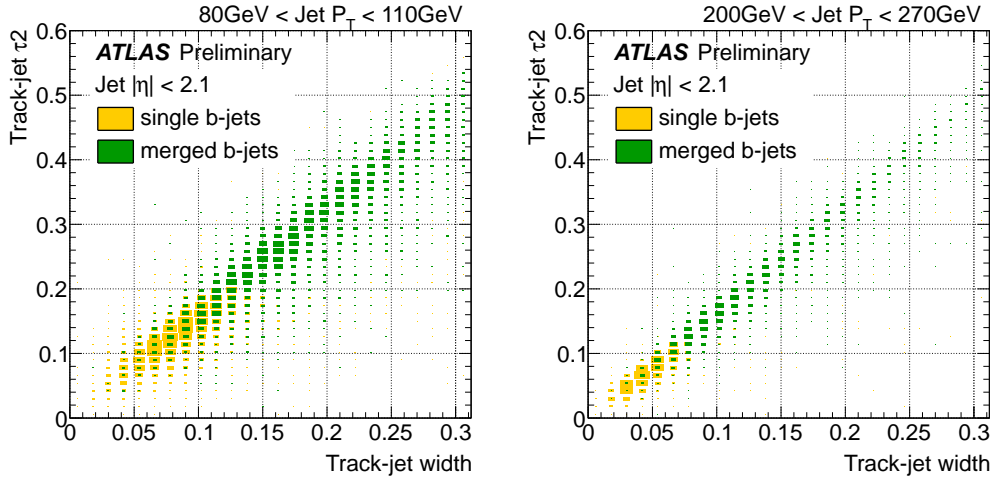 80GeV < Jet P_T < 110GeV
Track-jet τ2
0.6
0.5
0.4
0.3
0.2
0.1
0
ATLAS Preliminary
Jet |η| < 2.1
single b-jets
merged b-jets
0 0.05 0.1 0.15 0.2 0.25 0.3
Track-jet width
200GeV < Jet P_T < 270GeV
Track-jet τ2
0.6
0.5
0.4
0.3
0.2
0.1
0
ATLAS Preliminary
Jet |η| < 2.1
single b-jets
merged b-jets
0 0.05 0.1 0.15 0.2 0.25 0.3
Track-jet width